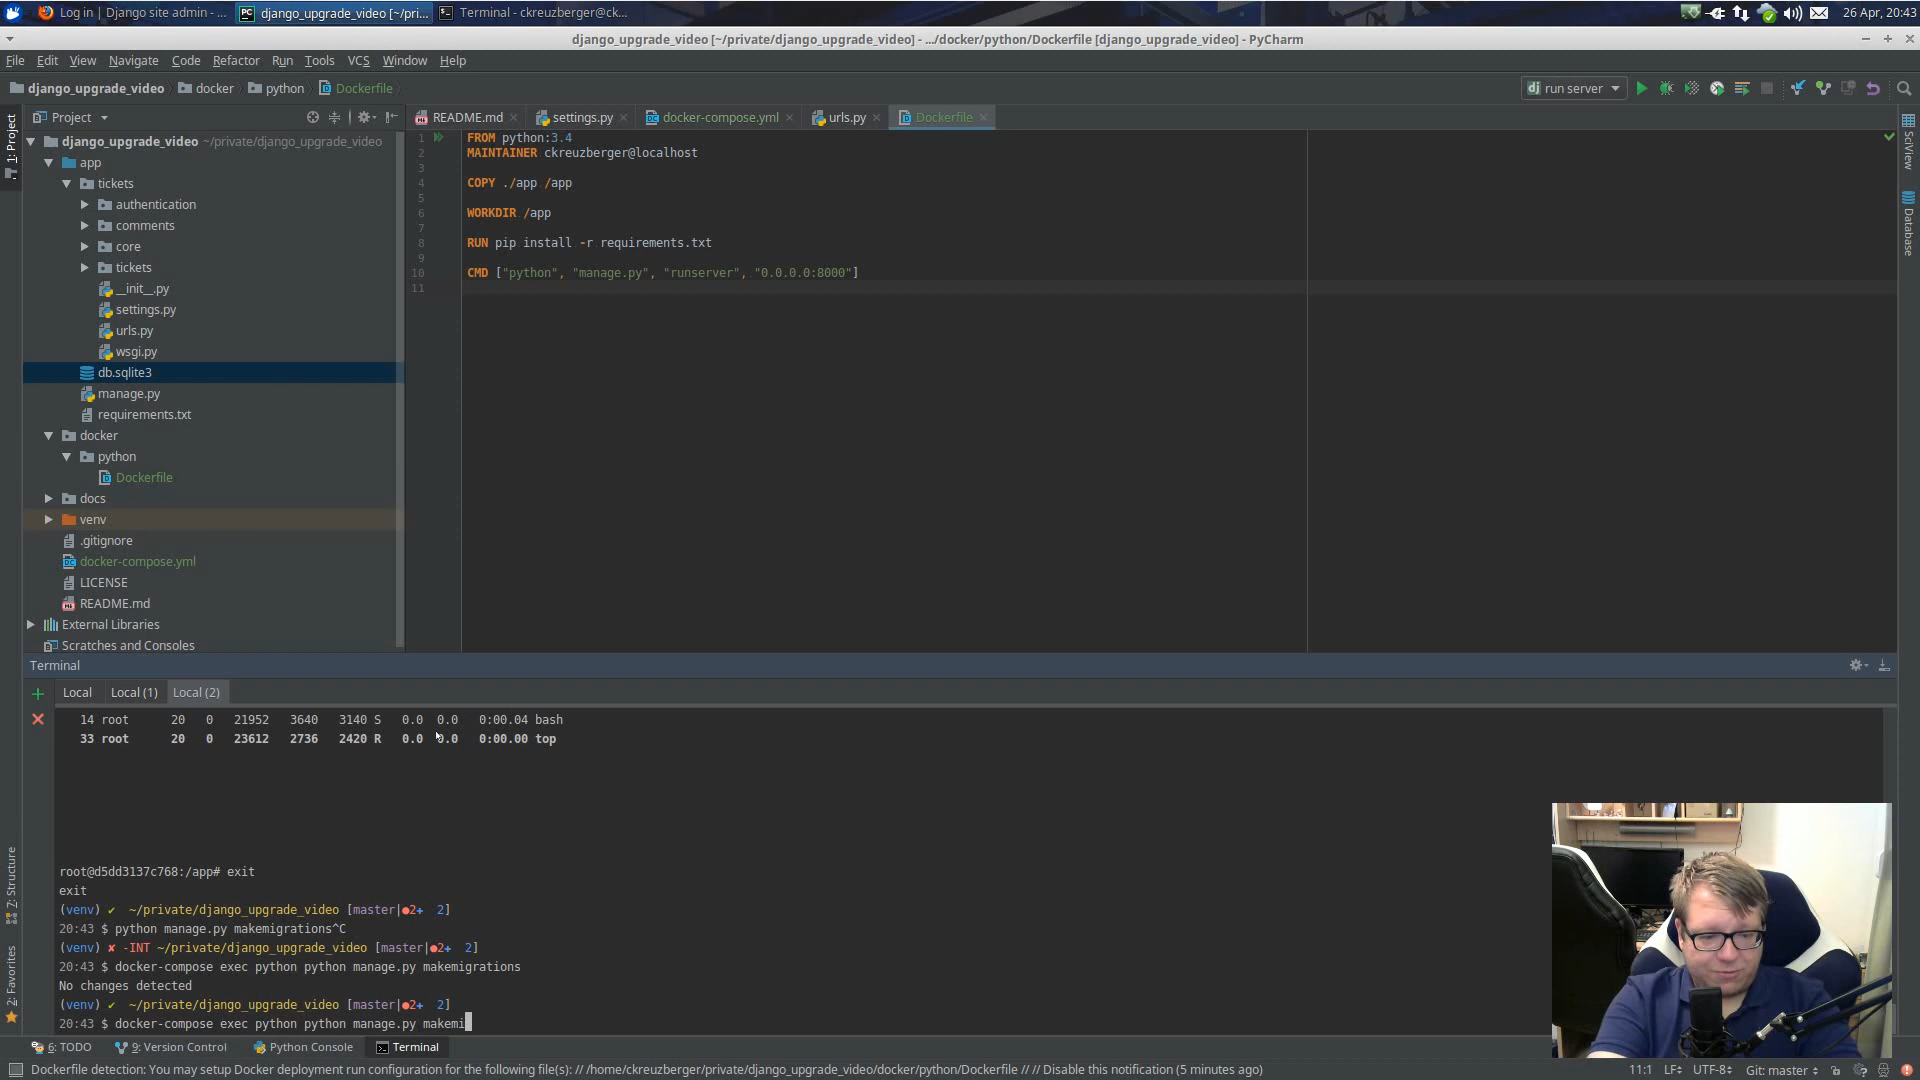 Log in | Django site admin - ...
django_upgrade_video [~/pri...
Terminal - ckreuzberger@ck...
26 Apr, 20:43
django_upgrade_video [~/private/django_upgrade_video] - .../docker/python/Dockerfile [django_upgrade_video] - PyCharm
File Edit View Navigate Code Refactor Run Tools VCS Window Help
django_upgrade_video docker python Dockerfile
run server
Project
README.md settings.py docker-compose.yml urls.py Dockerfile
1: Project
django_upgrade_video ~/private/django_upgrade_video
app
tickets
authentication
comments
core
tickets
__init__.py
settings.py
urls.py
wsgi.py
db.sqlite3
manage.py
requirements.txt
docker
python
Dockerfile
docs
venv
.gitignore
docker-compose.yml
LICENSE
README.md
External Libraries
Scratches and Consoles
1 FROM python:3.4
2 MAINTAINER ckreuzberger@localhost
3
4 COPY ./app /app
5
6 WORKDIR /app
7
8 RUN pip install -r requirements.txt
9
10 CMD ["python", "manage.py", "runserver", "0.0.0.0:8000"]
11
SciView
Database
Terminal
Local Local (1) Local (2)
14 root 20 0 21952 3640 3140 S 0.0 0.0 0:00.04 bash
33 root 20 0 23612 2736 2420 R 0.0 0.0 0:00.00 top
root@d5dd3137c768:/app# exit
exit
(venv) ✔ ~/private/django_upgrade_video [master|●2+ 2]
20:43 $ python manage.py makemigrations^C
(venv) ✘ -INT ~/private/django_upgrade_video [master|●2+ 2]
20:43 $ docker-compose exec python python manage.py makemigrations
No changes detected
(venv) ✔ ~/private/django_upgrade_video [master|●2+ 2]
20:43 $ docker-compose exec python python manage.py makemi
7: Structure
2: Favorites
6: TODO 9: Version Control Python Console Terminal
Dockerfile detection: You may setup Docker deployment run configuration for the following file(s): // /home/ckreuzberger/private/django_upgrade_video/docker/python/Dockerfile // // Disable this notification (5 minutes ago)
11:1 LF UTF-8 Git: master